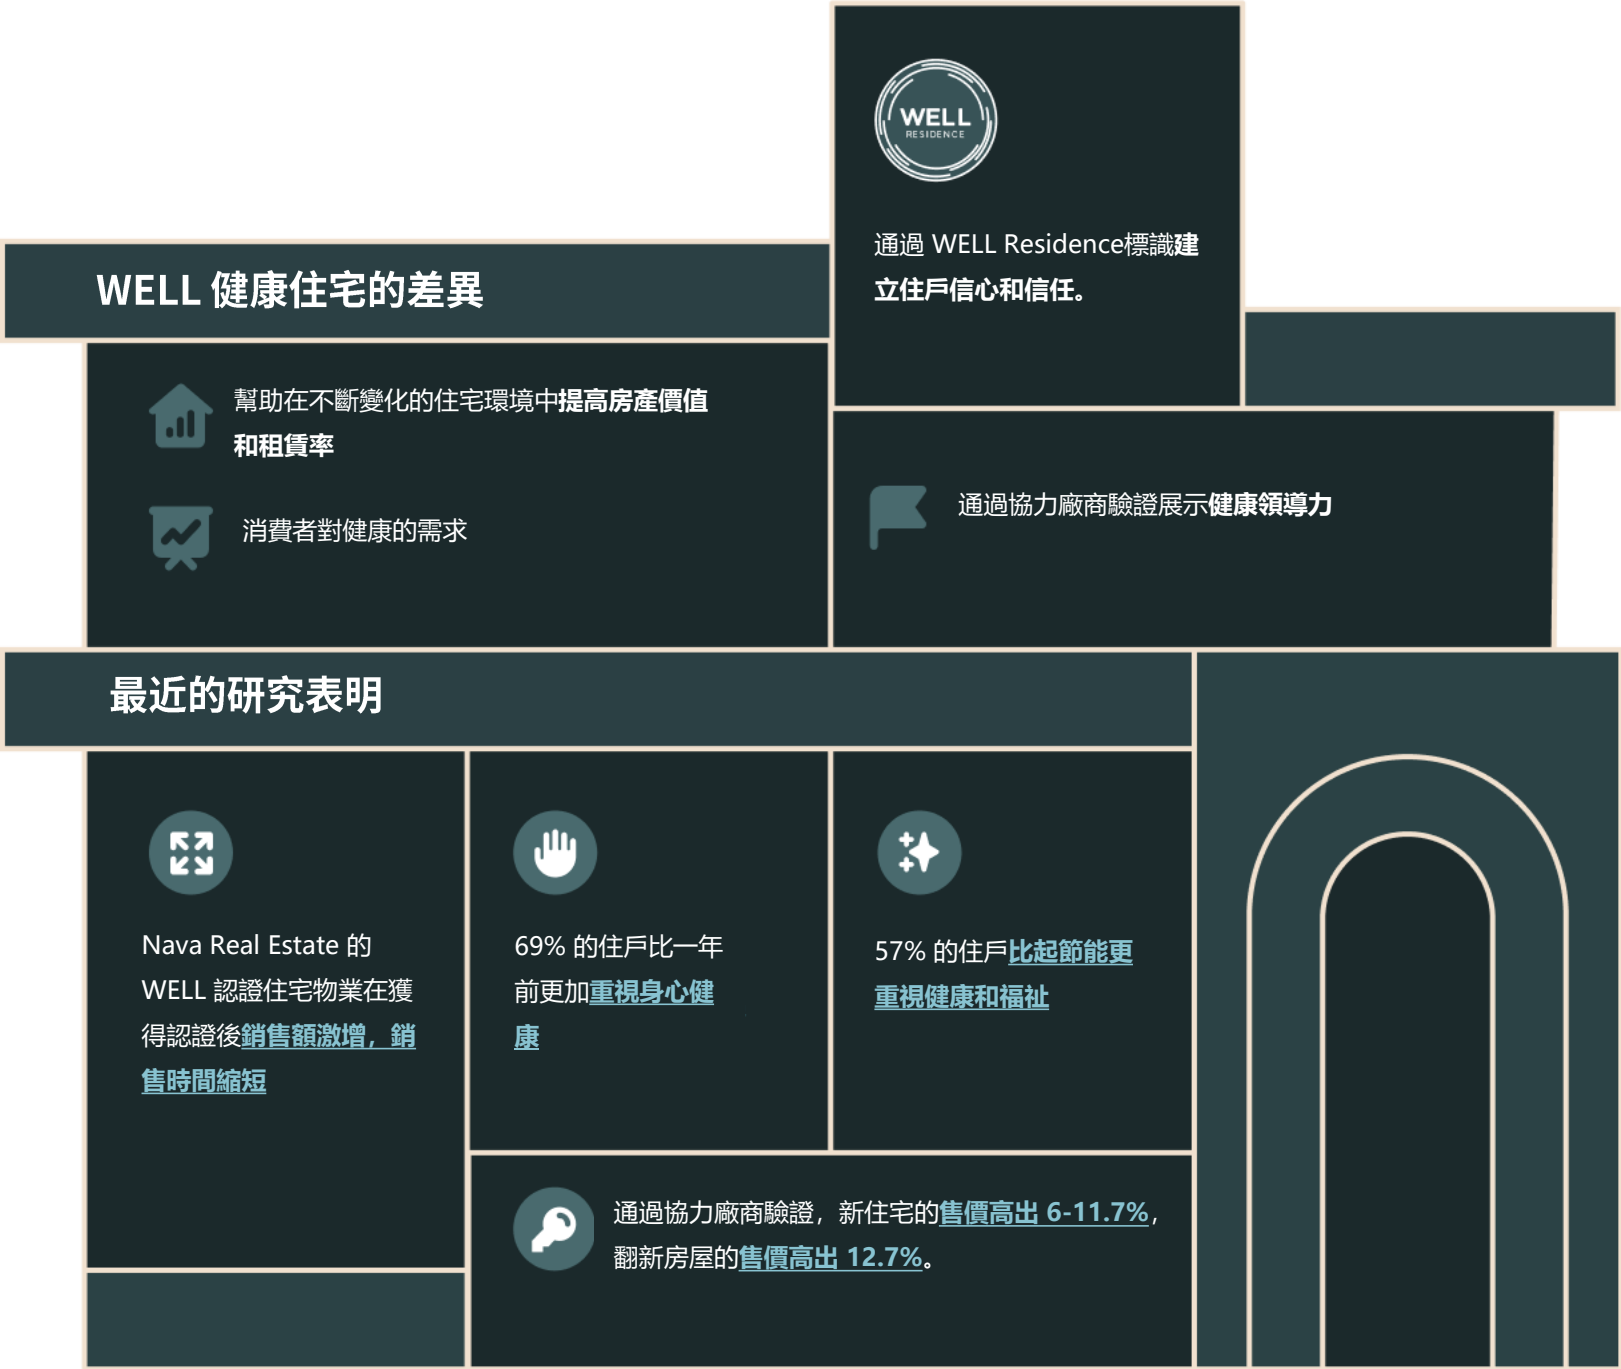 WELL
RESIDENCE
通過 WELL Residence標識建
立住戶信心和信任。
WELL 健康住宅的差異
幫助在不斷變化的住宅環境中提高房產價值
和租賃率
消費者對健康的需求
通過協力廠商驗證展示健康領導力
最近的研究表明
Nava Real Estate 的
WELL 認證住宅物業在獲
得認證後銷售額激增，銷
售時間縮短
69% 的住戶比一年
前更加重視身心健
康
57% 的住戶比起節能更
重視健康和福祉
通過協力廠商驗證，新住宅的售價高出 6-11.7%，
翻新房屋的售價高出 12.7%。